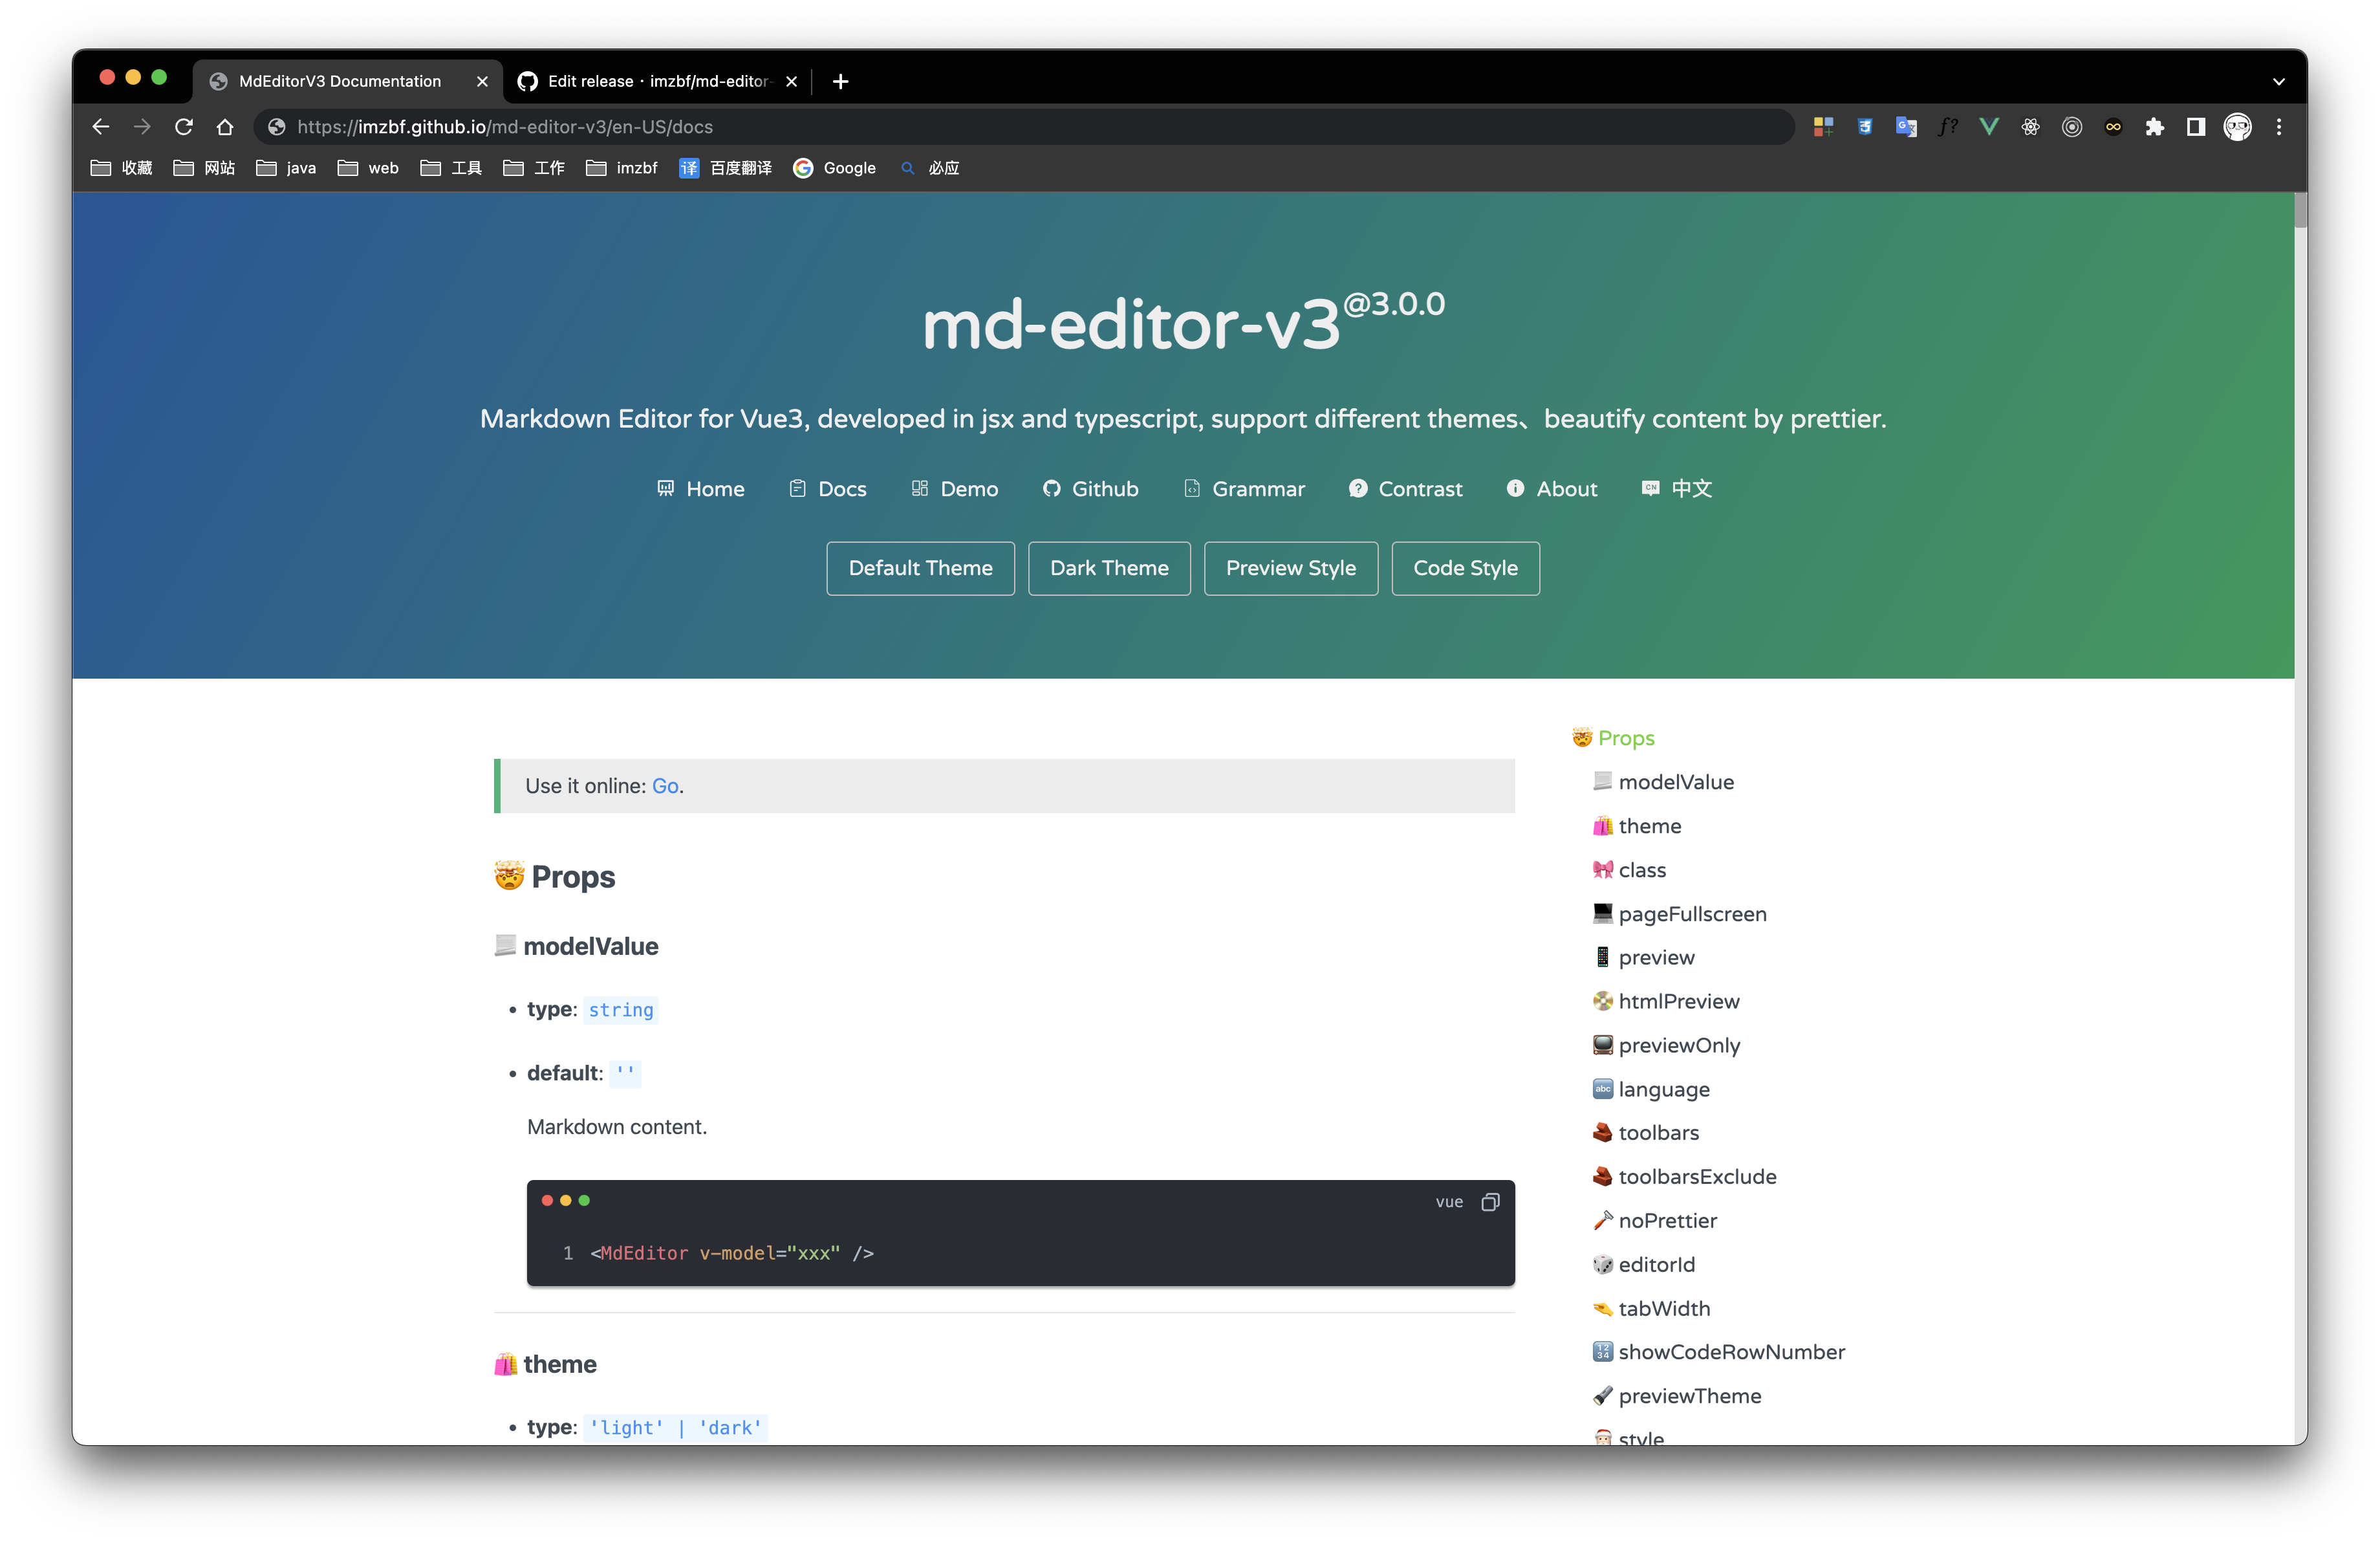 MdEditorV3 Documentation
Edit release · imzbf/md-editor-
https://imzbf.github.io/md-editor-v3/en-US/docs
收藏 网站 java web 工具 工作 imzbf 译 百度翻译 Google 必应
md-editor-v3@3.0.0
Markdown Editor for Vue3, developed in jsx and typescript, support different themes、beautify content by prettier.
Home Docs Demo Github Grammar Contrast About CN 中文
Default Theme Dark Theme Preview Style Code Style
Use it online: Go.
🤯 Props
modelValue
• type: string
• default: ''
Markdown content.
vue
1 <MdEditor v-model="xxx" />
🛍 theme
• type: 'light' | 'dark'
🤯 Props
modelValue
🛍 theme
🎀 class
💻 pageFullscreen
📱 preview
📀 htmlPreview
📺 previewOnly
🔤 language
🧱 toolbars
🧱 toolbarsExclude
🪒 noPrettier
🎲 editorId
🫴 tabWidth
🔢 showCodeRowNumber
🔦 previewTheme
🎅🏻 style